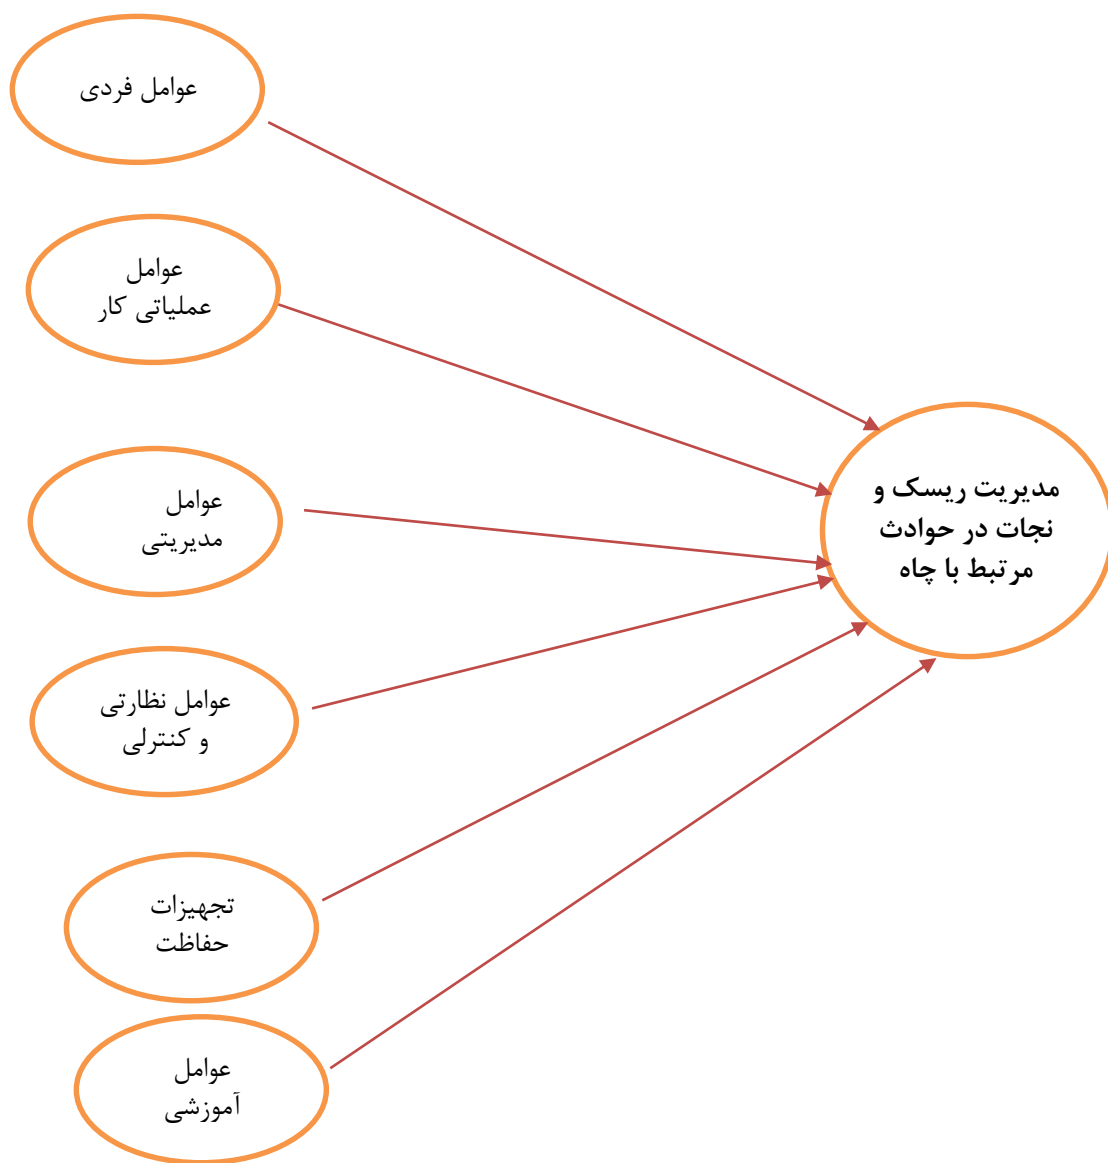 عوامل فردی
عوامل
عملیاتی کار
عوامل
مدیریتی
عوامل نظارتی
و کنترلی
تجهیزات
حفاظت
عوامل
آموزشی
مدیریت ریسک و
نجات در حوادث
مرتبط با چاه